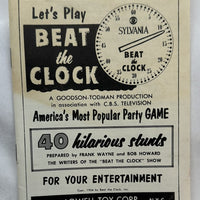 Let's Play
BEAT
the
CLOCK
SYLVANIA
BEAT
the
CLOCK
A GOODSON-TODMAN PRODUCTION
in association with C.B.S. TELEVISION
America's Most Popular Party GAME
40 hilarious stunts
PREPARED by FRANK WAYNE and BOB HOWARD
THE WRITERS OF THE "BEAT THE CLOCK" SHOW
FOR YOUR ENTERTAINMENT
TOY CORP.
N.Y.C.